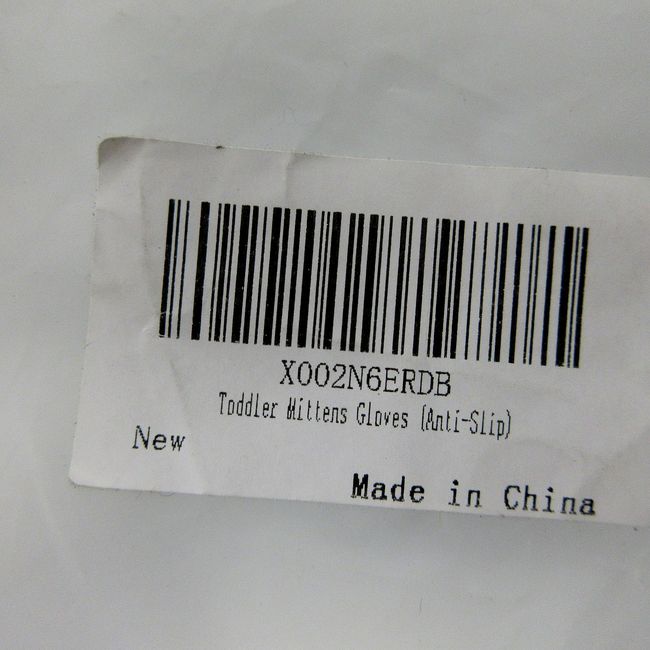 X002N6ERDB
Toddler Mittens Gloves (Anti-Slip)
New
Made in China